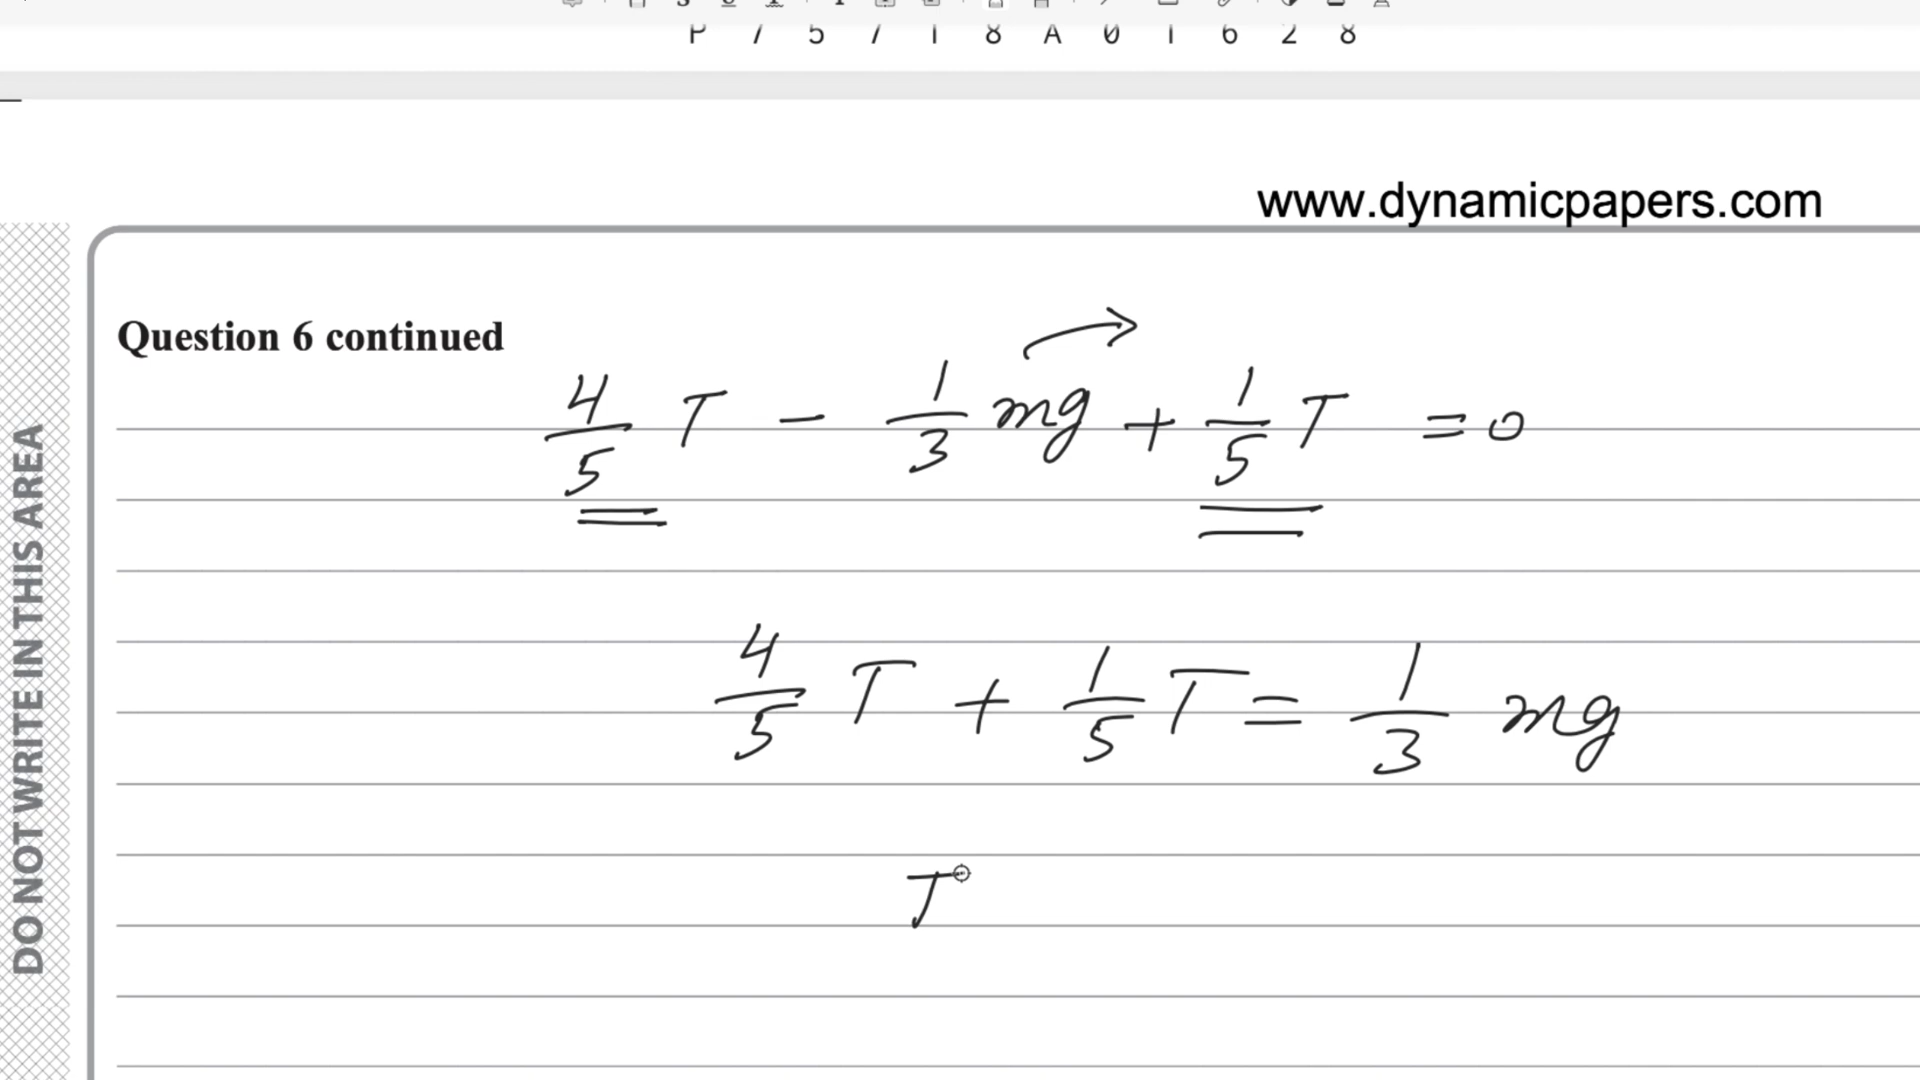 P 7 5 7 1 8 A 0 1 6 2 8
www.dynamicpapers.com
Question 6 continued
4/5 T - 1/3 mg + 1/5 T = 0
4/5 T + 1/5 T = 1/3 mg
T
DO NOT WRITE IN THIS AREA